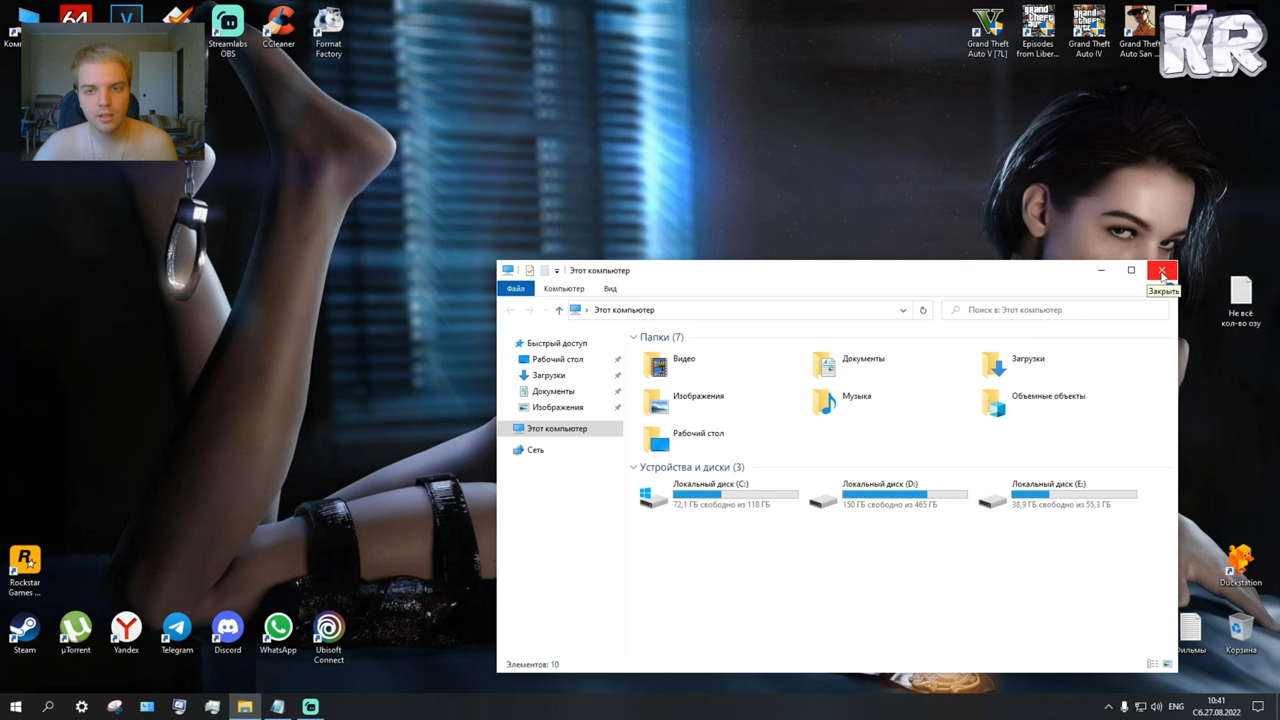 Ком
64
V
Streamlabs
OBS
CCleaner
Format
Factory
Grand Theft
Auto V [7L]
Episodes
from Liber...
Grand Theft
Auto IV
Grand Theft
Auto San ...
KR
Этот компьютер
Закрыть
Файл
Компьютер
Вид
Этот компьютер
Поиск в: Этот компьютер
Быстрый доступ
Рабочий стол
Загрузки
Документы
Изображения
Этот компьютер
Сеть
Папки (7)
Видео
Документы
Загрузки
Изображения
Музыка
Объемные объекты
Рабочий стол
Устройства и диски (3)
Локальный диск (C:)
72,1 ГБ свободно из 118 ГБ
Локальный диск (D:)
150 ГБ свободно из 465 ГБ
Локальный диск (E:)
38,9 ГБ свободно из 55,3 ГБ
Элементов: 10
Не всё
кол-во озу
Duckstation
Rockstar
Games ...
Steam
µTorrent
Yandex
Telegram
Discord
WhatsApp
Ubisoft
Connect
Фильмы
Корзина
ENG
10:41
Сб.27.08.2022